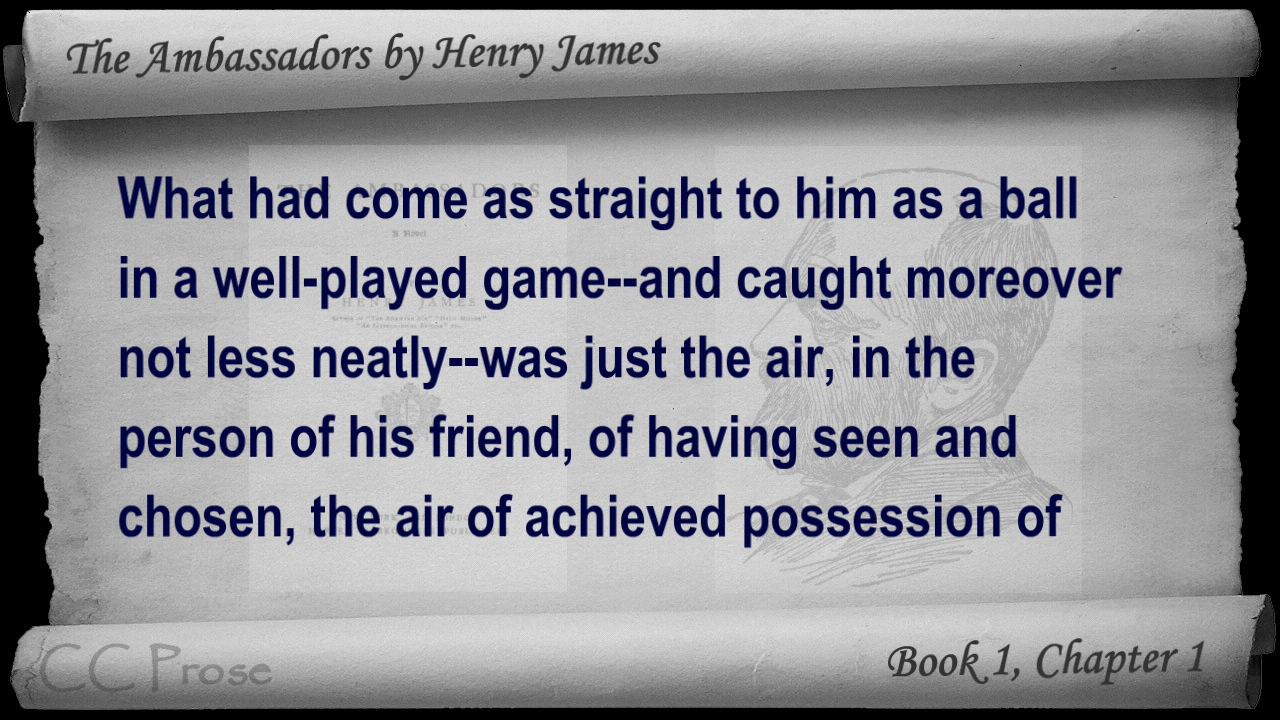 The Ambassadors by Henry James
What had come as straight to him as a ball
in a well-played game--and caught moreover
not less neatly--was just the air, in the
person of his friend, of having seen and
chosen, the air of achieved possession of
CC Prose
Book 1, Chapter 1